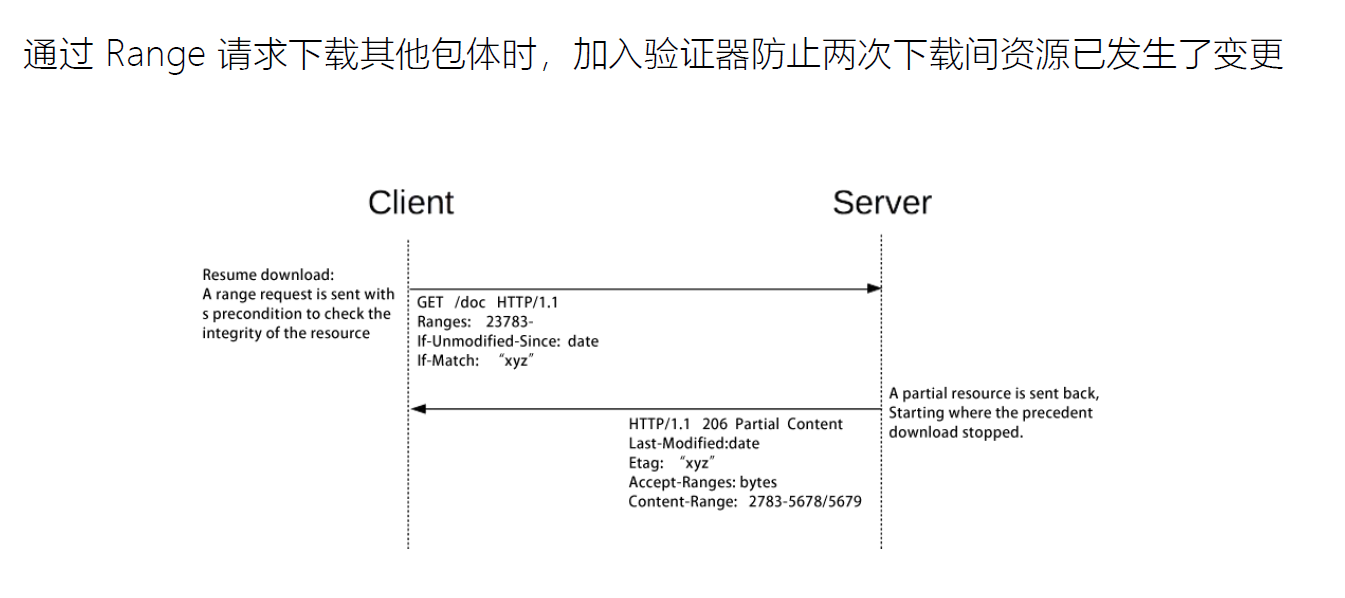 通过 Range 请求下载其他包体时，加入验证器防止两次下载间资源已发生了变更
Client
Server
Resume download:
A range request is sent with
s precondition to check the
integrity of the resource
GET /doc HTTP/1.1
Ranges: 23783-
If-Unmodified-Since: date
If-Match: “xyz”
A partial resource is sent back,
Starting where the precedent
download stopped.
HTTP/1.1 206 Partial Content
Last-Modified:date
Etag: “xyz”
Accept-Ranges: bytes
Content-Range: 2783-5678/5679